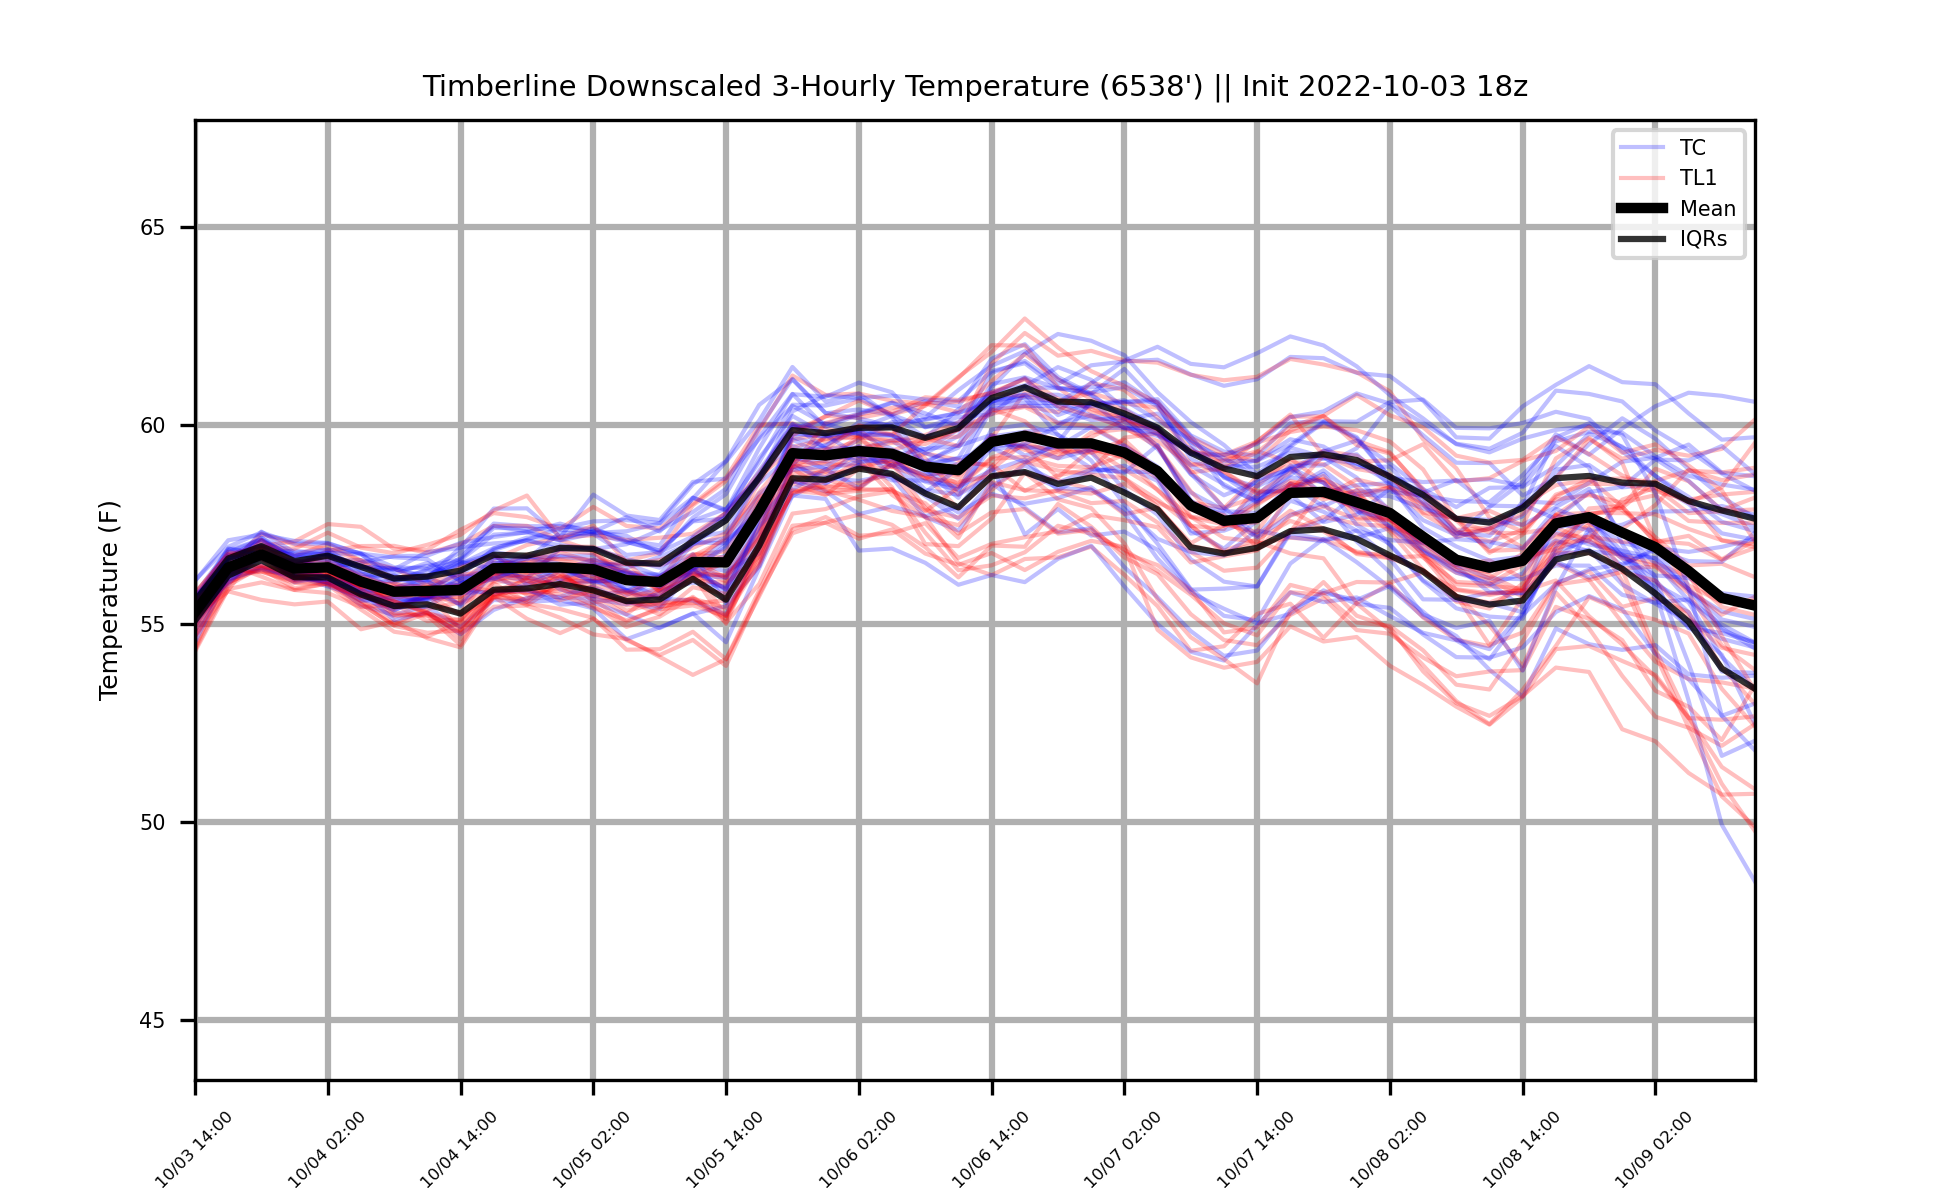 Timberline Downscaled 3-Hourly Temperature (6538') || Init 2022-10-03 18z
TC
TL1
Mean
IQRs
Temperature (F)
65
60
55
50
45
10/03 14:00
10/04 02:00
10/04 14:00
10/05 02:00
10/05 14:00
10/06 02:00
10/06 14:00
10/07 02:00
10/07 14:00
10/08 02:00
10/08 14:00
10/09 02:00